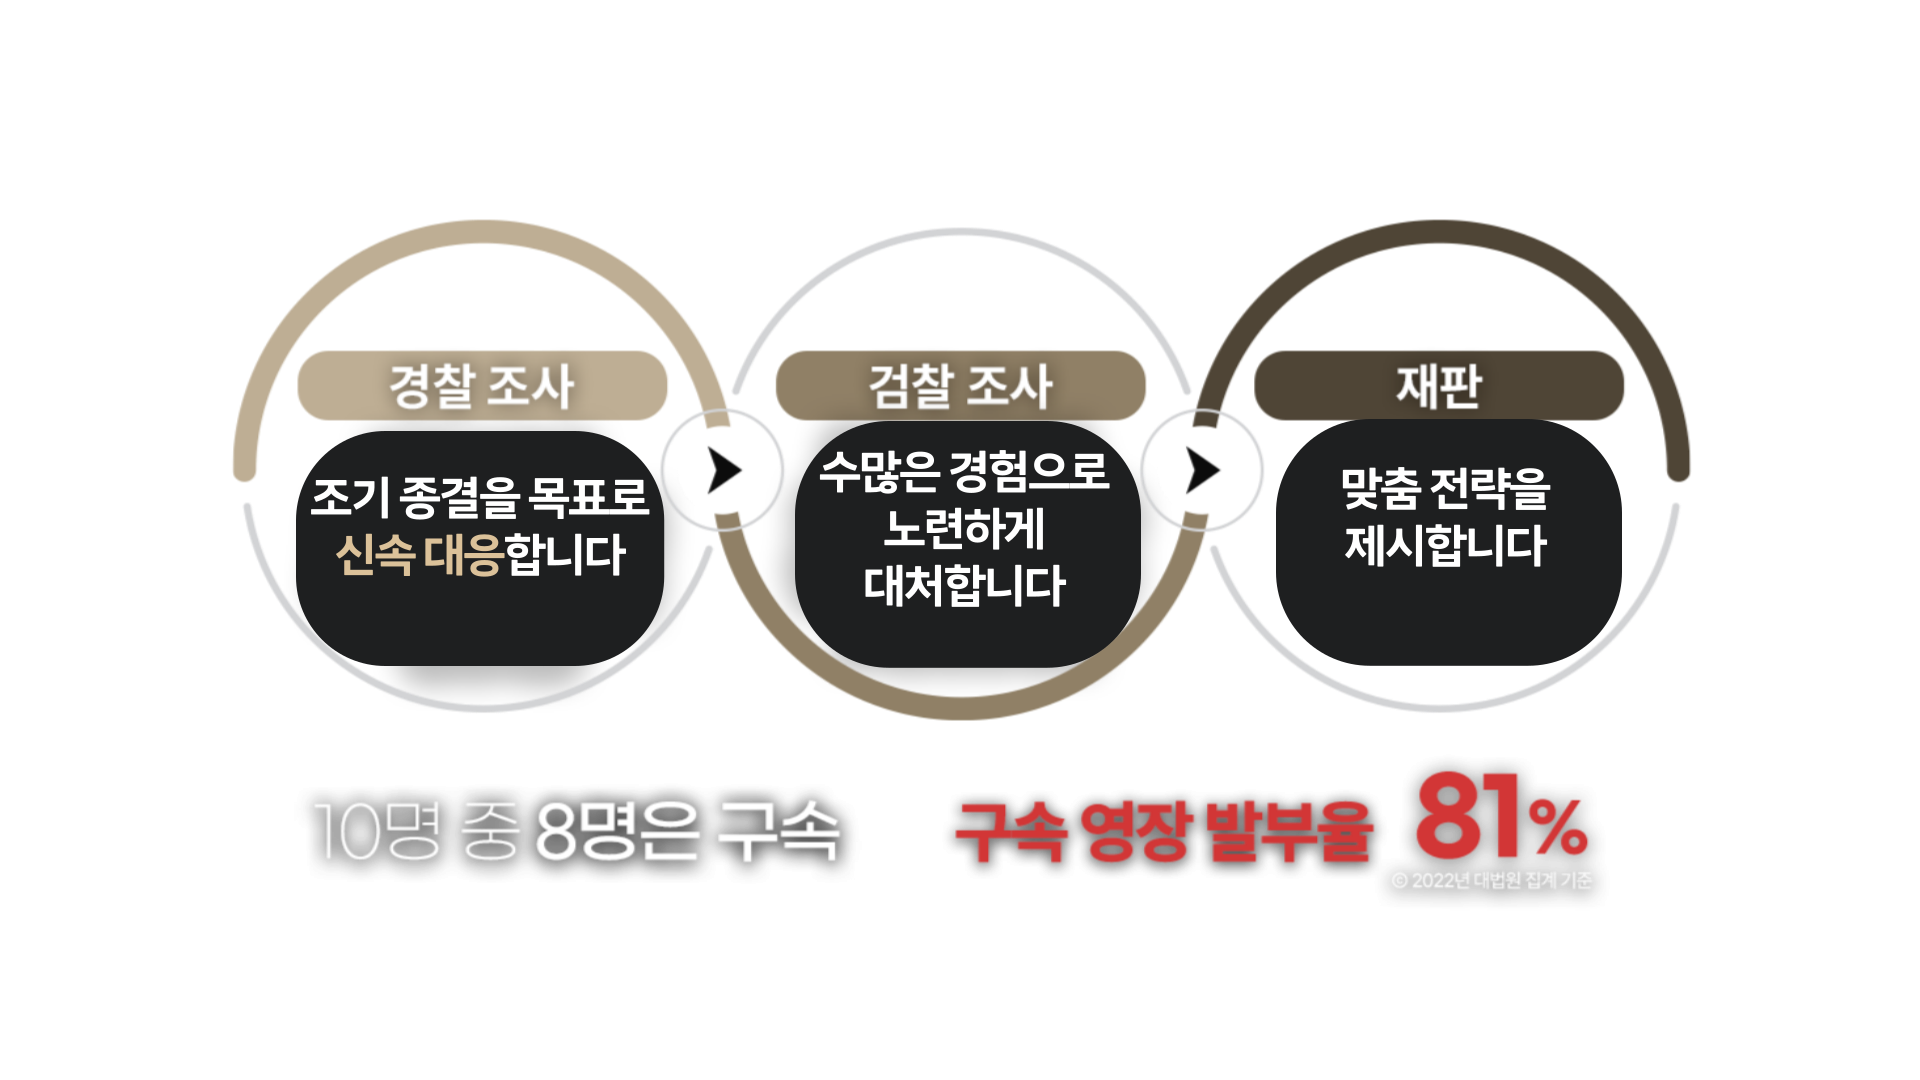 경찰 조사
조기 종결을 목표로
신속 대응합니다
검찰 조사
수많은 경험으로
노련하게
대처합니다
재판
맞춤 전략을
제시합니다
10명 중 8명은 구속
구속 영장 발부율 81%
© 2022년 대법원 집계 기준